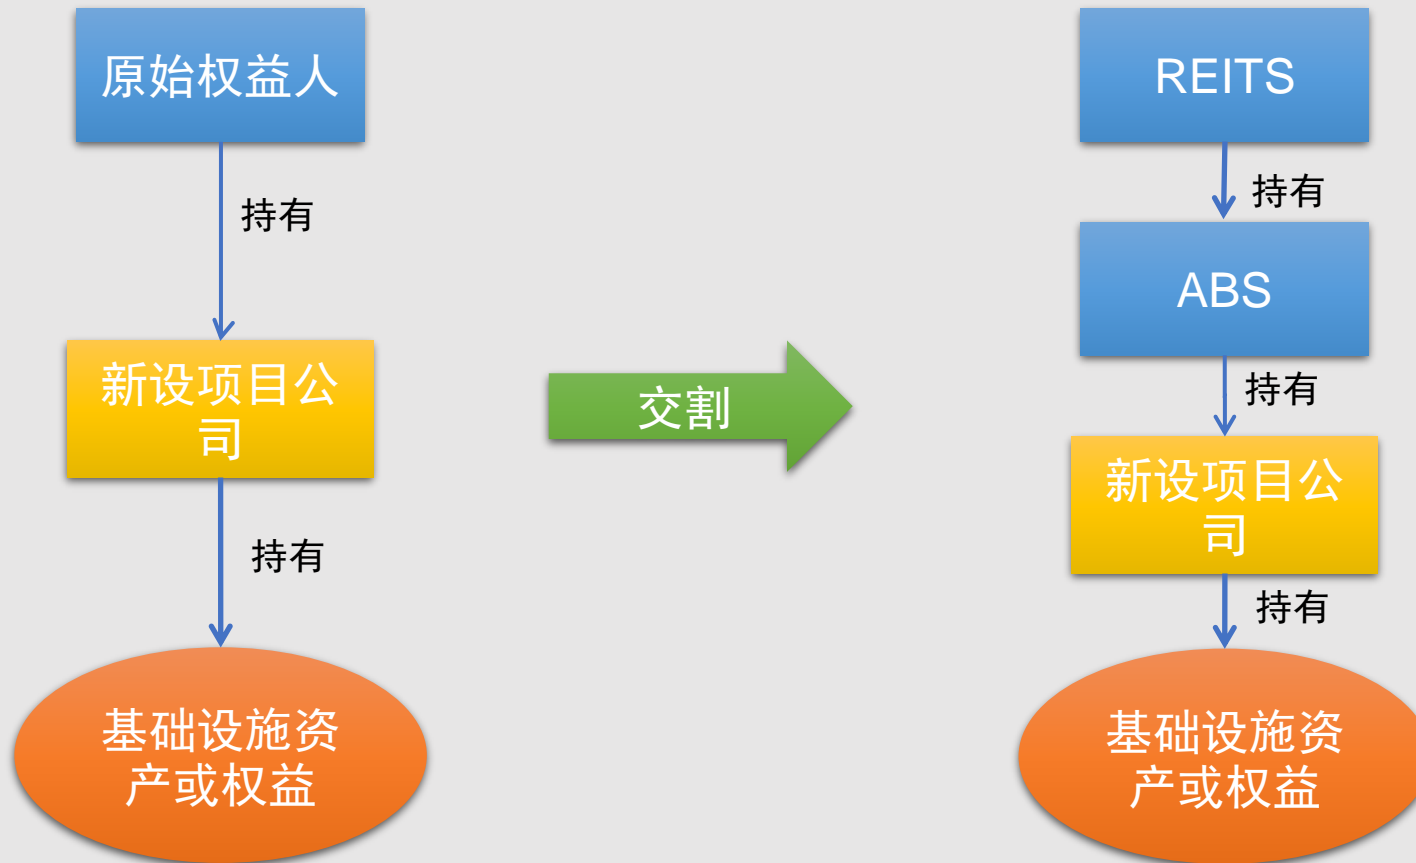 原始权益人
持有
新设项目公
司
持有
基础设施资
产或权益
交割
REITS
持有
ABS
持有
新设项目公
司
持有
基础设施资
产或权益